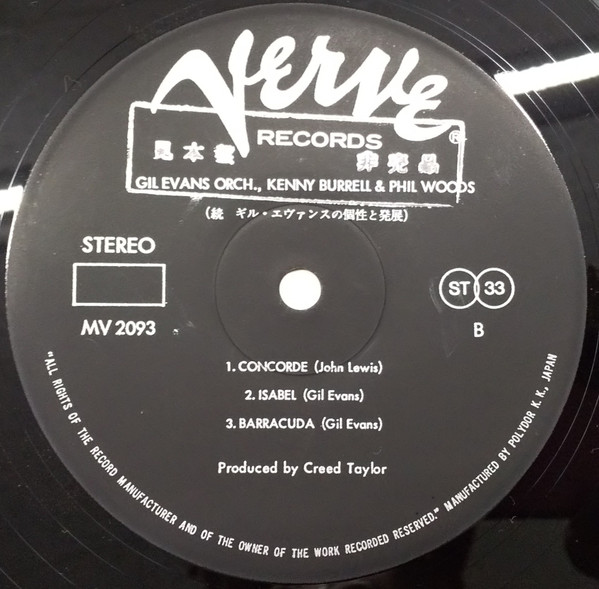 Verve
RECORDS ®
見本盤 非売品
GIL EVANS ORCH., KENNY BURRELL & PHIL WOODS
(続 ギル・エヴァンスの個性と発展)
STEREO
ST 33
MV 2093
B
1. CONCORDE (John Lewis)
2. ISABEL (Gil Evans)
3. BARRACUDA (Gil Evans)
Produced by Creed Taylor
"ALL RIGHTS OF THE RECORD MANUFACTURER AND OF THE OWNER OF THE WORK RECORDED RESERVED." MANUFACTURED BY POLYDOR K. K., JAPAN